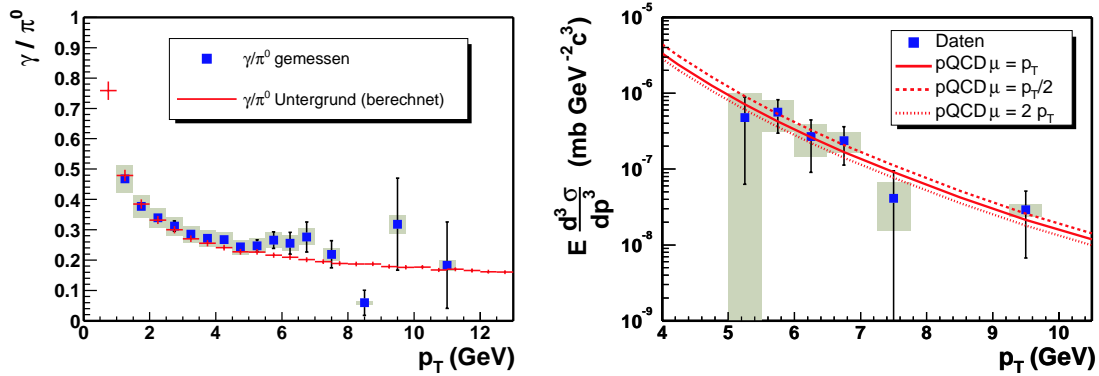 γ / π⁰
1
0.9
0.8
0.7
0.6
0.5
0.4
0.3
0.2
0.1
0
0 2 4 6 8 10 12
p_T (GeV)
γ/π⁰ gemessen
γ/π⁰ Untergrund (berechnet)
E d³σ/dp³ (mb GeV⁻²c³)
10⁻⁵
10⁻⁶
10⁻⁷
10⁻⁸
10⁻⁹
4 5 6 7 8 9 10
p_T (GeV)
Daten
pQCD μ = p_T
pQCD μ = p_T/2
pQCD μ = 2 p_T